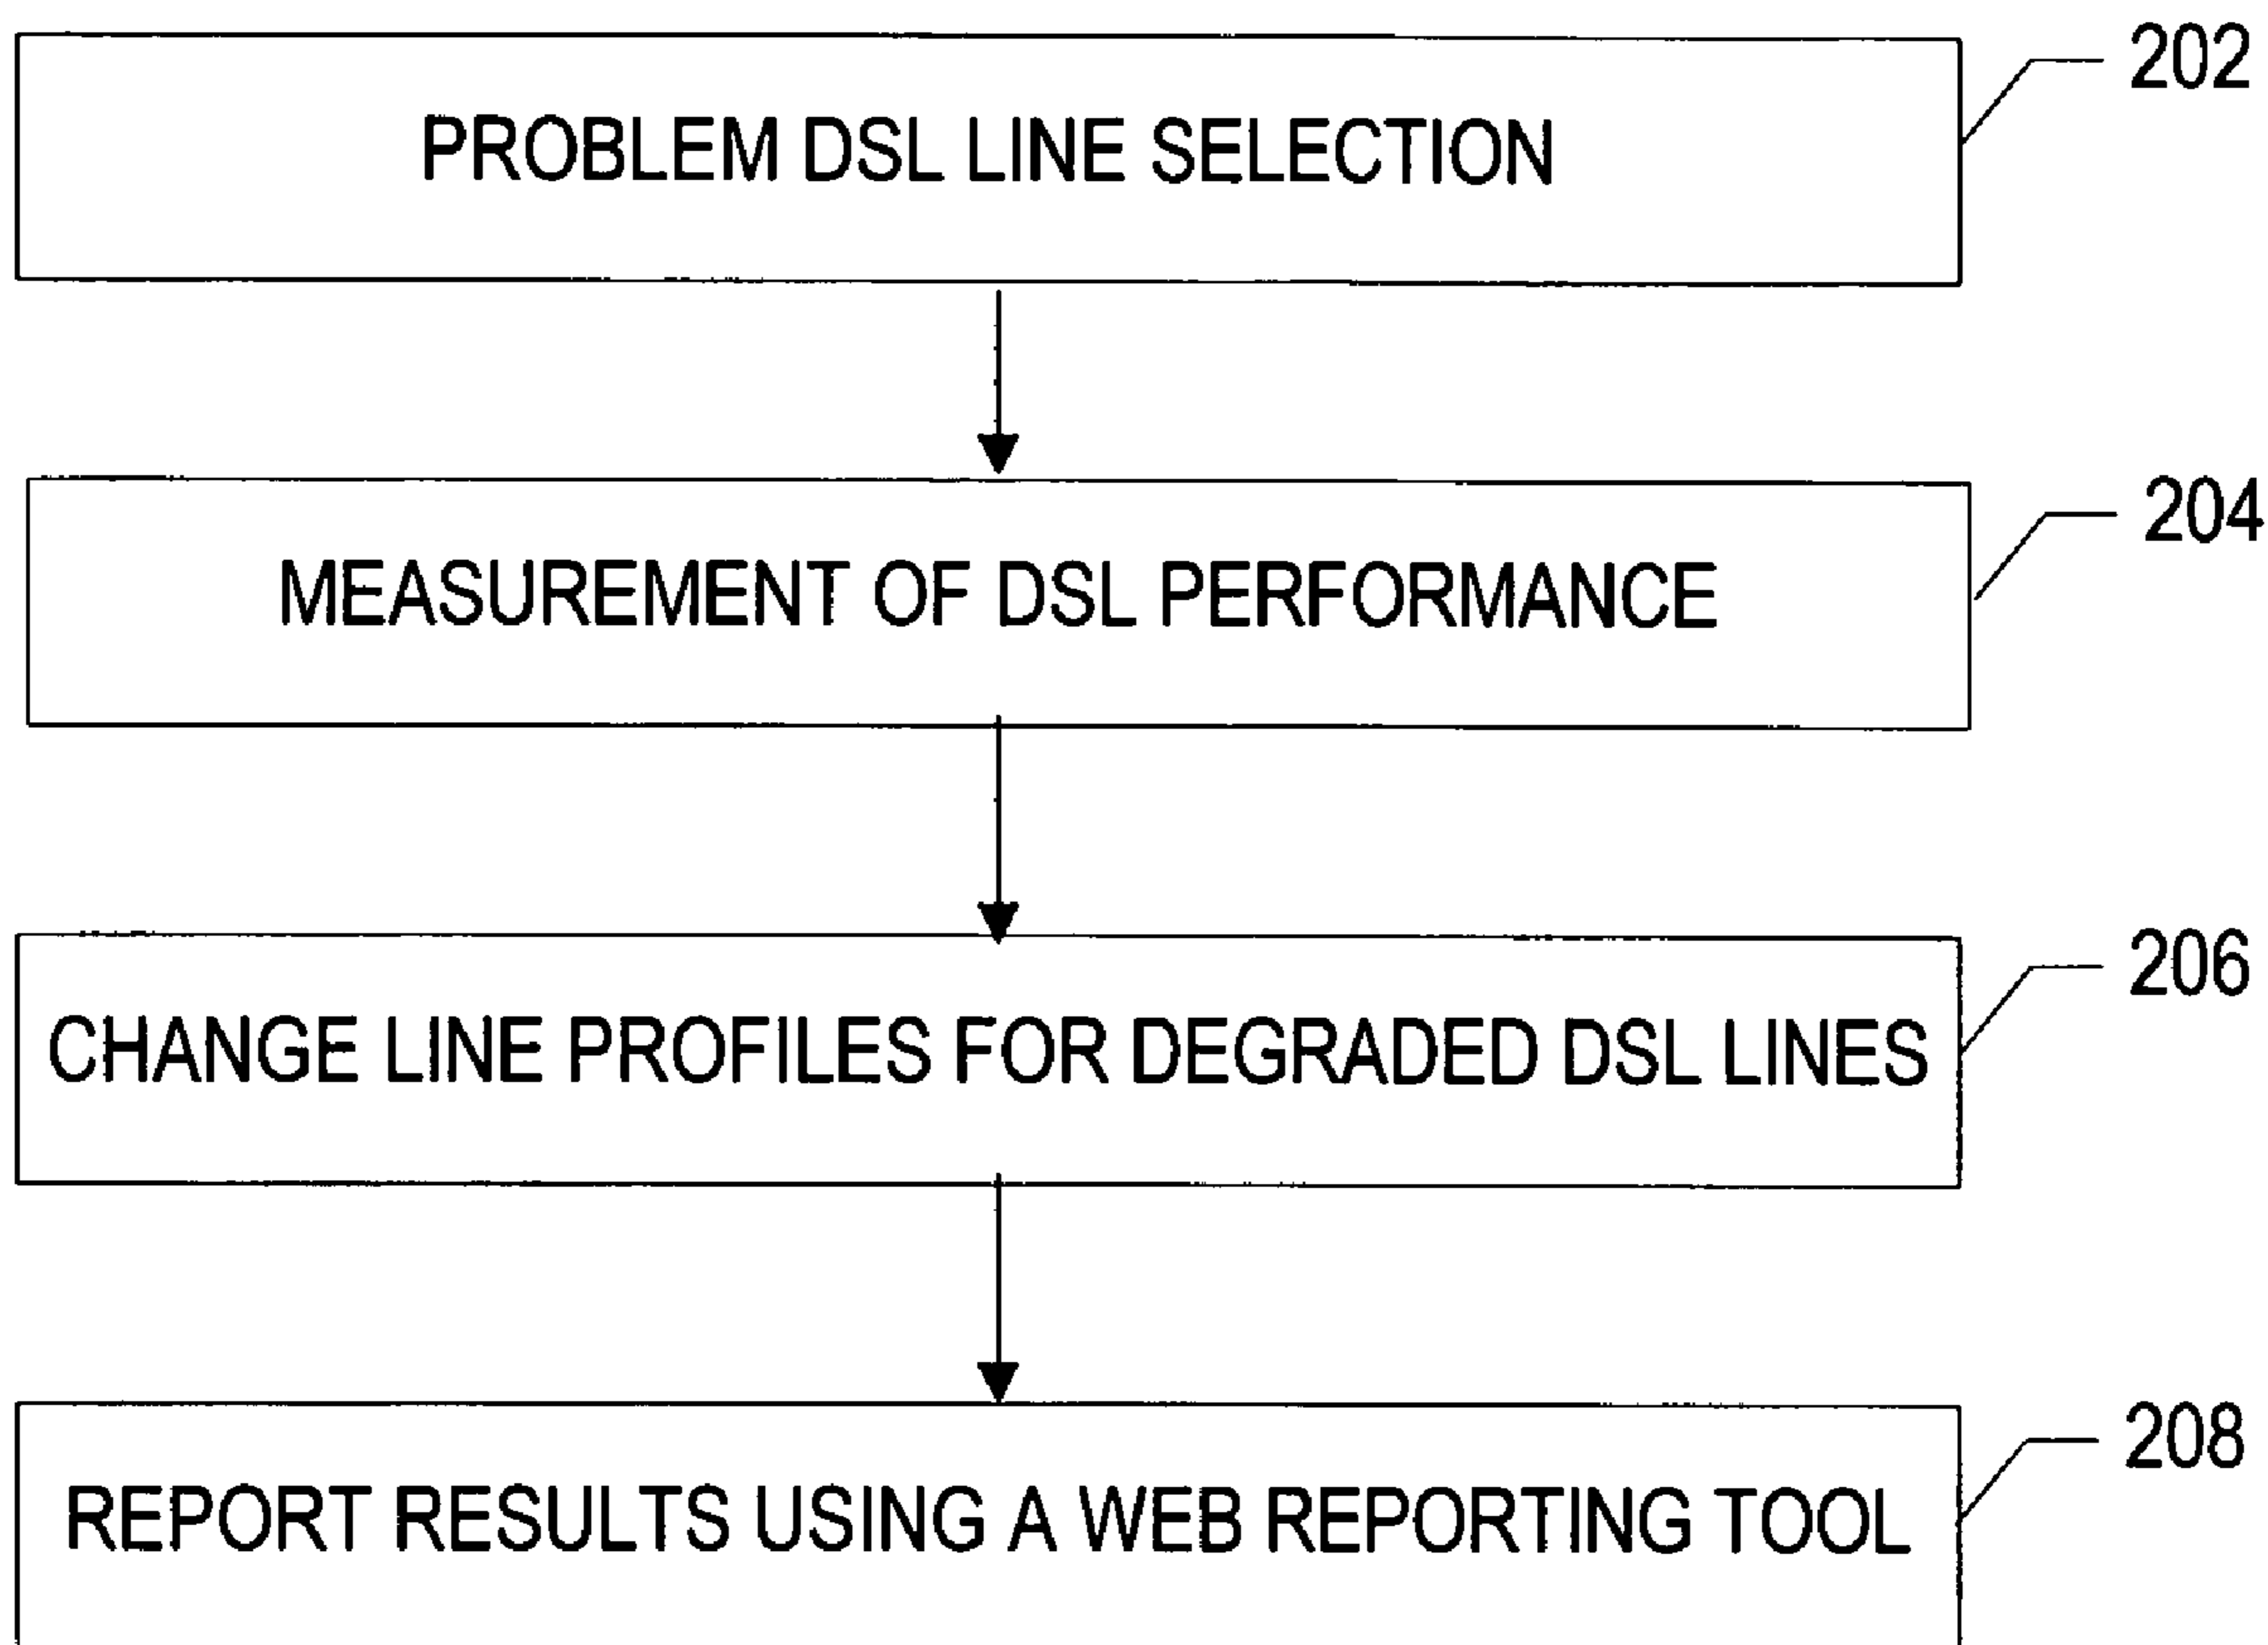 202
PROBLEM DSL LINE SELECTION
204
MEASUREMENT OF DSL PERFORMANCE
206
CHANGE LINE PROFILES FOR DEGRADED DSL LINES
208
REPORT RESULTS USING A WEB REPORTING TOOL